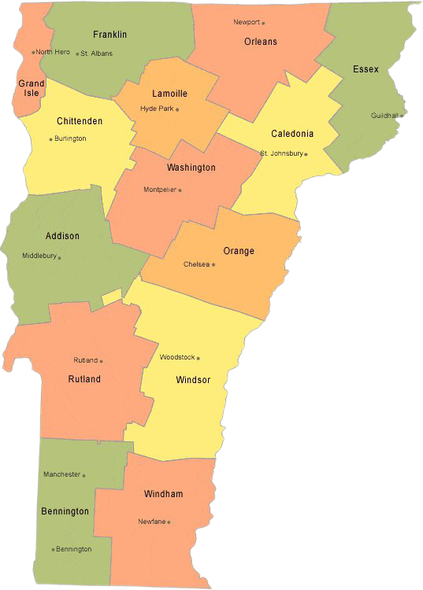 Newport
Franklin
Orleans
North Hero
St. Albans
Essex
Grand
Isle
Lamoille
Hyde Park
Guildhall
Chittenden
Caledonia
Burlington
St. Johnsbury
Washington
Montpelier
Addison
Middlebury
Orange
Chelsea
Woodstock
Rutland
Rutland
Windsor
Manchester
Windham
Bennington
Newfane
Bennington